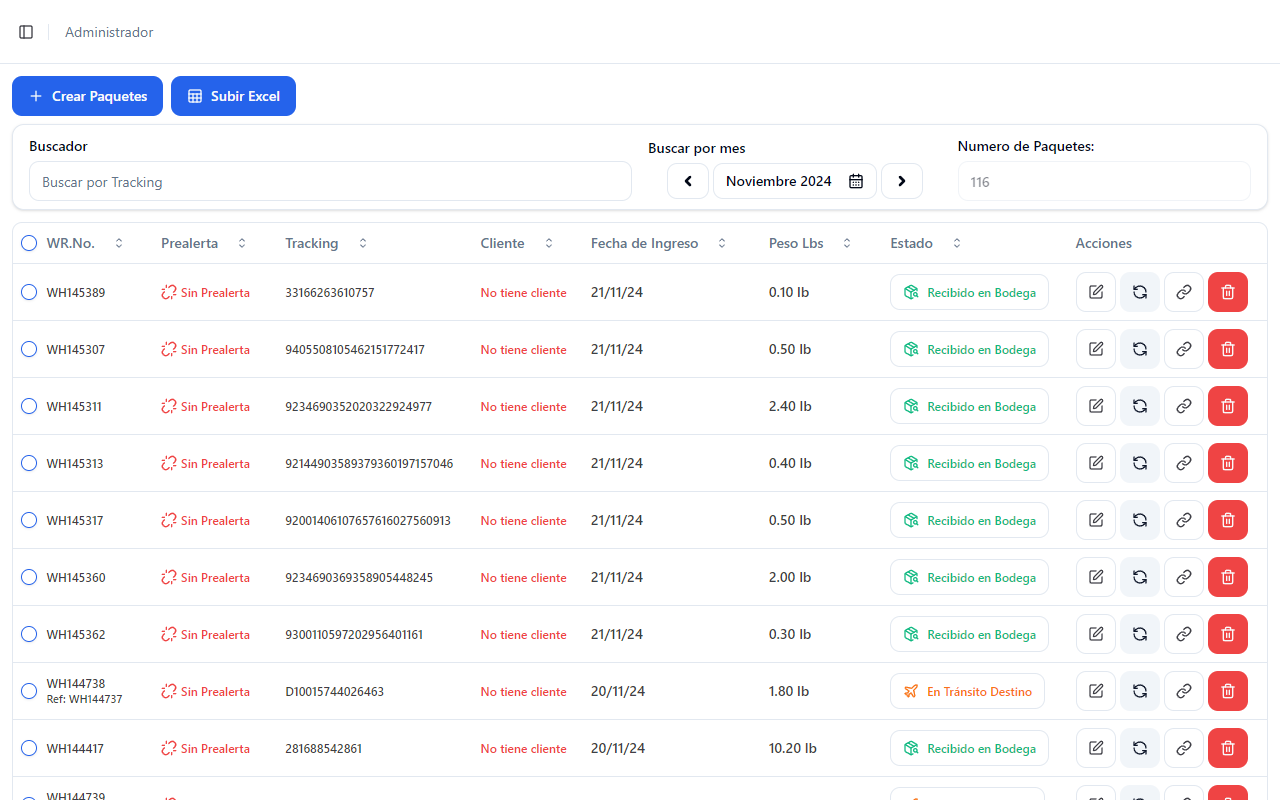 Administrador
Crear Paquetes
Subir Excel
Buscador
Buscar por mes
Numero de Paquetes:
Buscar por Tracking
Noviembre 2024
116
WR.No. Prealerta Tracking Cliente Fecha de Ingreso Peso Lbs Estado Acciones
WH145389 Sin Prealerta 33166263610757 No tiene cliente 21/11/24 0.10 lb Recibido en Bodega
WH145307 Sin Prealerta 9405508105462151772417 No tiene cliente 21/11/24 0.50 lb Recibido en Bodega
WH145311 Sin Prealerta 9234690352020322924977 No tiene cliente 21/11/24 2.40 lb Recibido en Bodega
WH145313 Sin Prealerta 92144903589379360197157046 No tiene cliente 21/11/24 0.40 lb Recibido en Bodega
WH145317 Sin Prealerta 92001406107657616027560913 No tiene cliente 21/11/24 0.50 lb Recibido en Bodega
WH145360 Sin Prealerta 9234690369358905448245 No tiene cliente 21/11/24 2.00 lb Recibido en Bodega
WH145362 Sin Prealerta 9300110597202956401161 No tiene cliente 21/11/24 0.30 lb Recibido en Bodega
WH144738 Sin Prealerta D10015744026463 No tiene cliente 20/11/24 1.80 lb En Tránsito Destino
Ref: WH144737
WH144417 Sin Prealerta 281688542861 No tiene cliente 20/11/24 10.20 lb Recibido en Bodega
WH144739